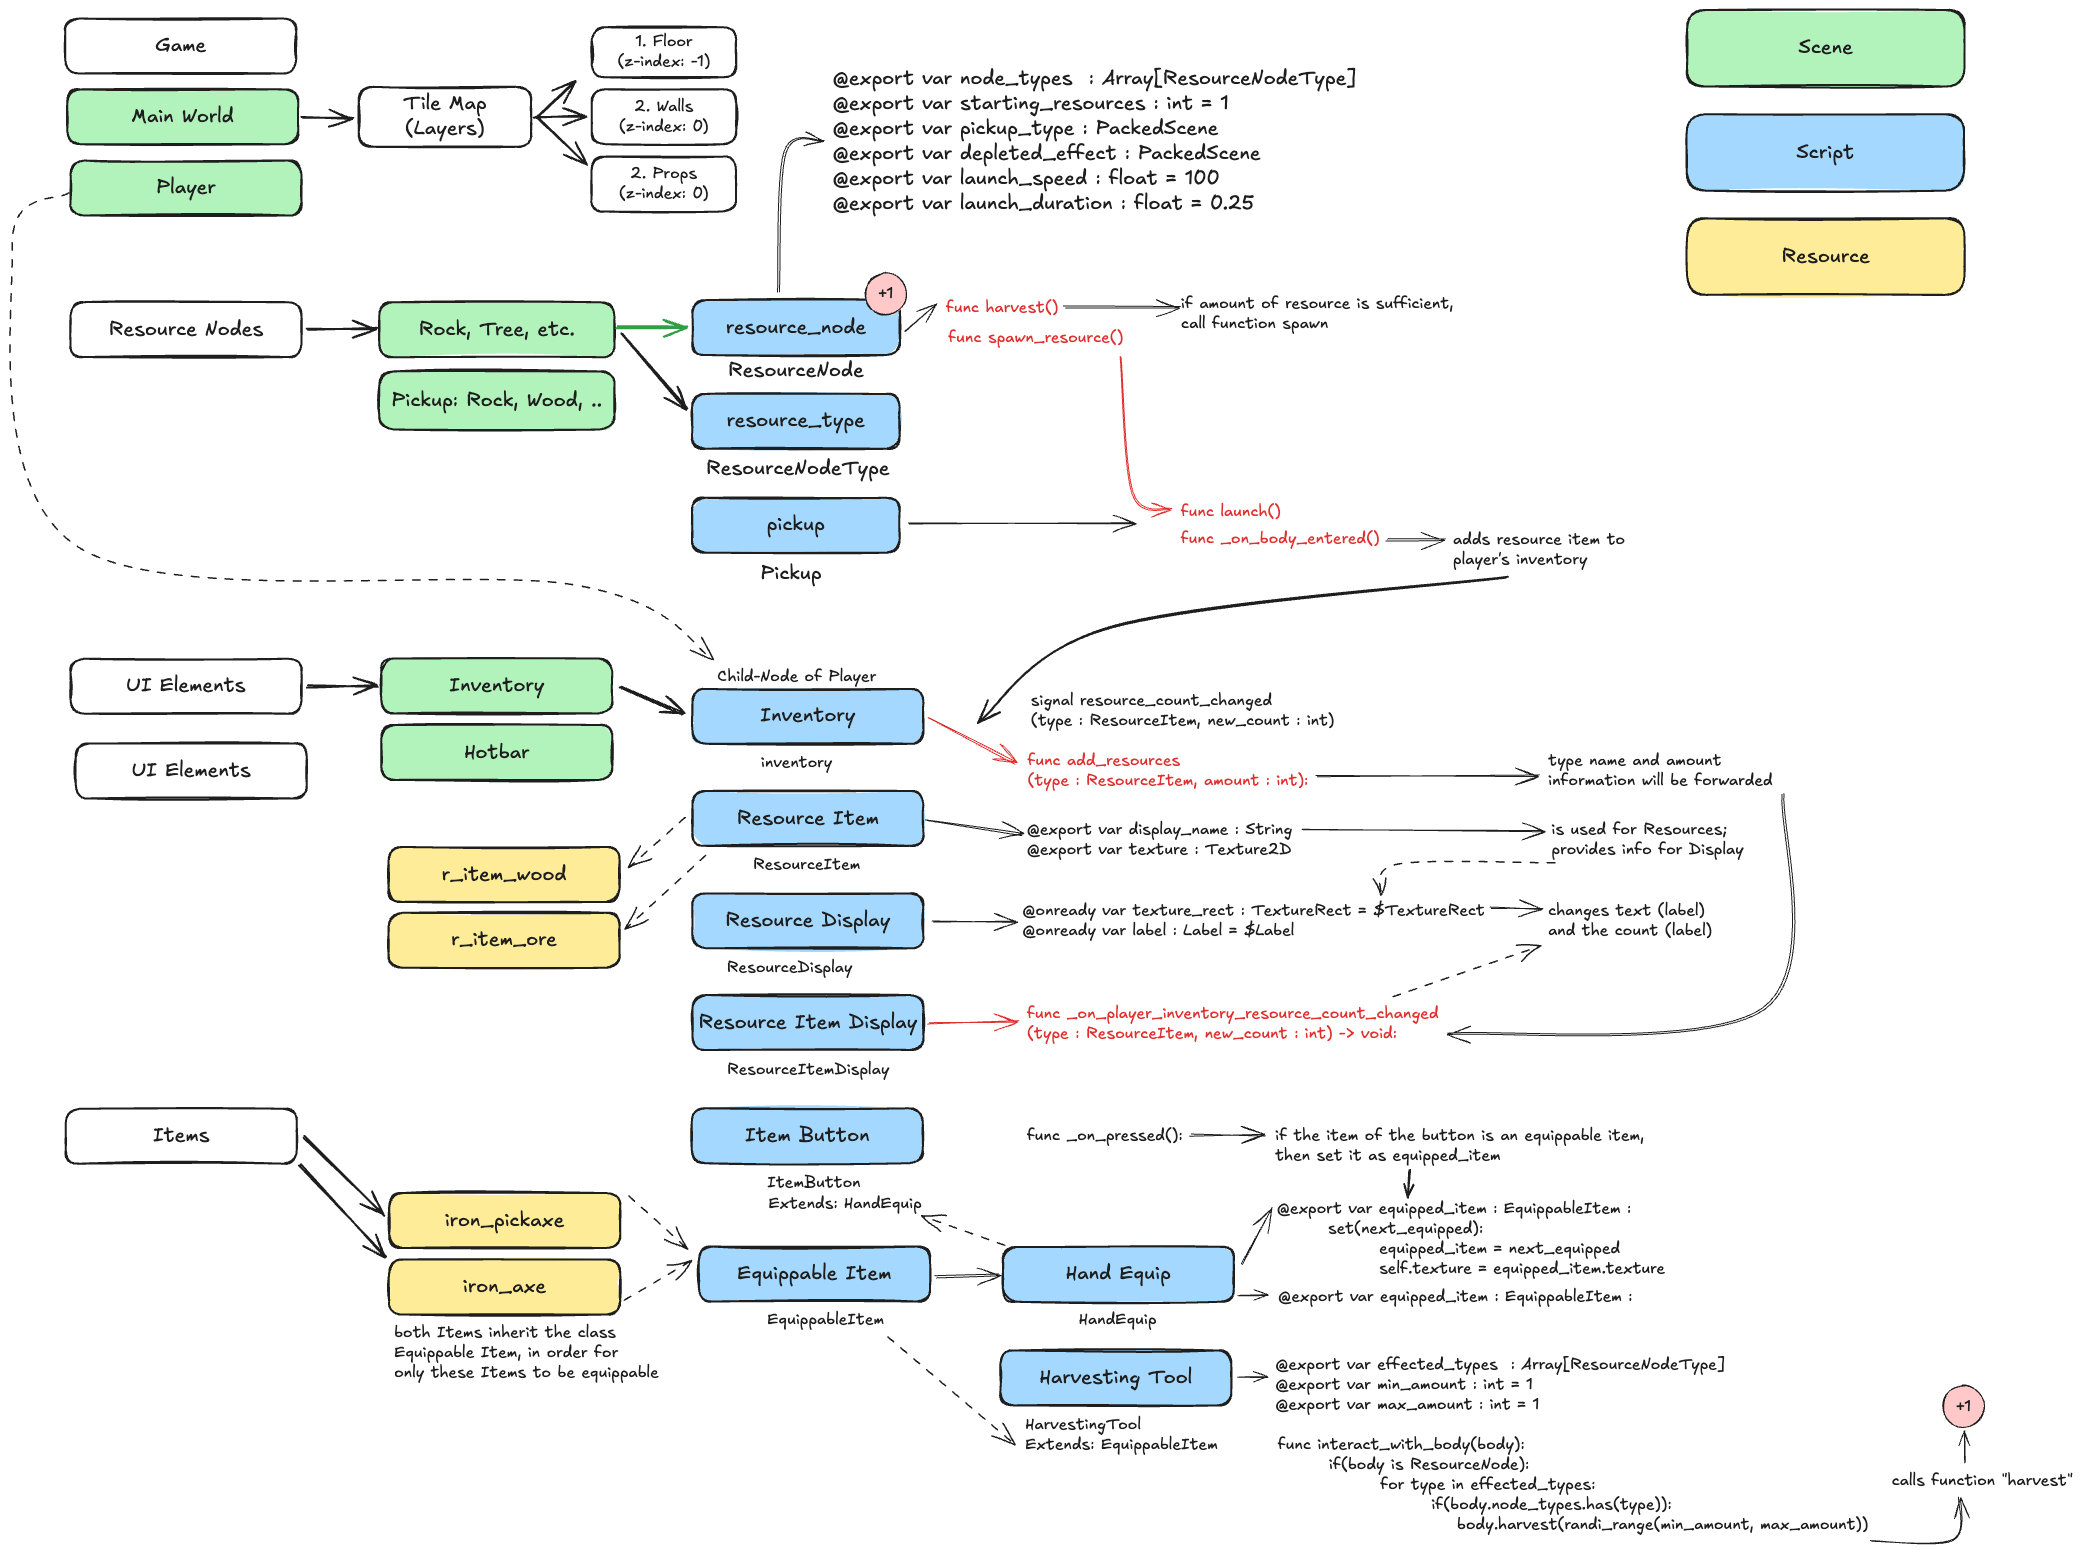 Game
Main World
Player
Tile Map
(Layers)
1. Floor
(z-index: -1)
2. Walls
(z-index: 0)
2. Props
(z-index: 0)
@export var node_types : Array[ResourceNodeType]
@export var starting_resources : int = 1
@export var pickup_type : PackedScene
@export var depleted_effect : PackedScene
@export var launch_speed : float = 100
@export var launch_duration : float = 0.25
Scene
Script
Resource
Resource Nodes
Rock, Tree, etc.
Pickup: Rock, Wood, ..
resource_node
+1
ResourceNode
resource_type
ResourceNodeType
pickup
Pickup
func harvest()
func spawn_resource()
if amount of resource is sufficient,
call function spawn
func launch()
func _on_body_entered()
adds resource item to
player's inventory
UI Elements
UI Elements
Inventory
Hotbar
Child-Node of Player
Inventory
inventory
signal resource_count_changed
(type : ResourceItem, new_count : int)
func add_resources
(type : ResourceItem, amount : int):
type name and amount
information will be forwarded
Resource Item
ResourceItem
@export var display_name : String
@export var texture : Texture2D
is used for Resources;
provides info for Display
r_item_wood
r_item_ore
Resource Display
ResourceDisplay
@onready var texture_rect : TextureRect = $TextureRect
@onready var label : Label = $Label
changes text (label)
and the count (label)
Resource Item Display
ResourceItemDisplay
func _on_player_inventory_resource_count_changed
(type : ResourceItem, new_count : int) -> void:
Items
iron_pickaxe
iron_axe
both Items inherit the class
Equippable Item, in order for
only these Items to be equippable
Item Button
ItemButton
Extends: HandEquip
func _on_pressed():
if the item of the button is an equippable item,
then set it as equipped_item
Equippable Item
EquippableItem
Hand Equip
HandEquip
@export var equipped_item : EquippableItem :
set(next_equipped):
equipped_item = next_equipped
self.texture = equipped_item.texture
@export var equipped_item : EquippableItem :
Harvesting Tool
HarvestingTool
Extends: EquippableItem
@export var effected_types : Array[ResourceNodeType]
@export var min_amount : int = 1
@export var max_amount : int = 1
func interact_with_body(body):
if(body is ResourceNode):
for type in effected_types:
if(body.node_types.has(type)):
body.harvest(randi_range(min_amount, max_amount))
+1
calls function "harvest"